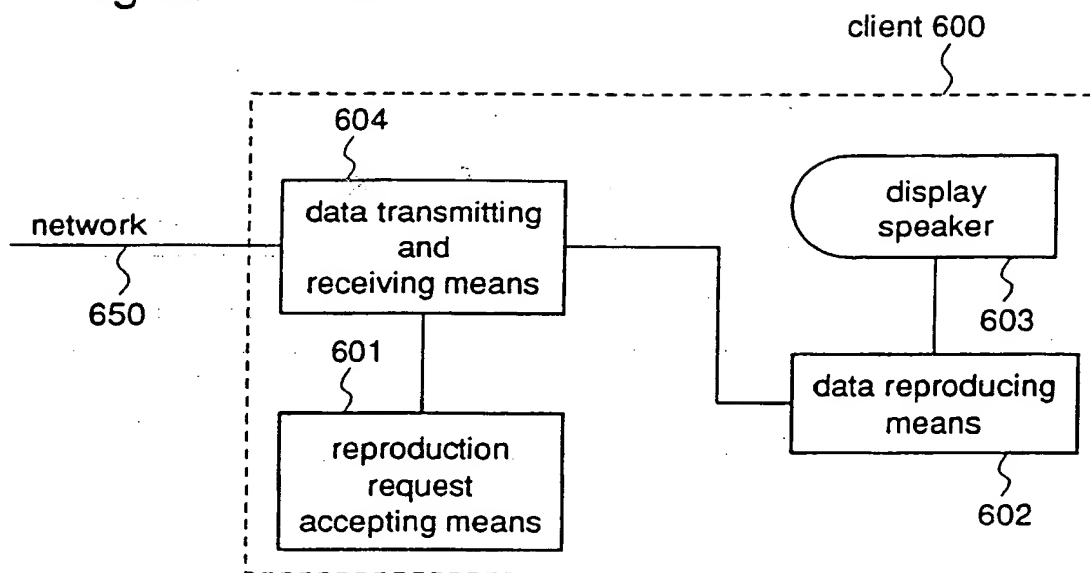 client 600
604
data transmitting
and
receiving means
network
650
display
speaker
603
601
reproduction
request
accepting means
data reproducing
means
602